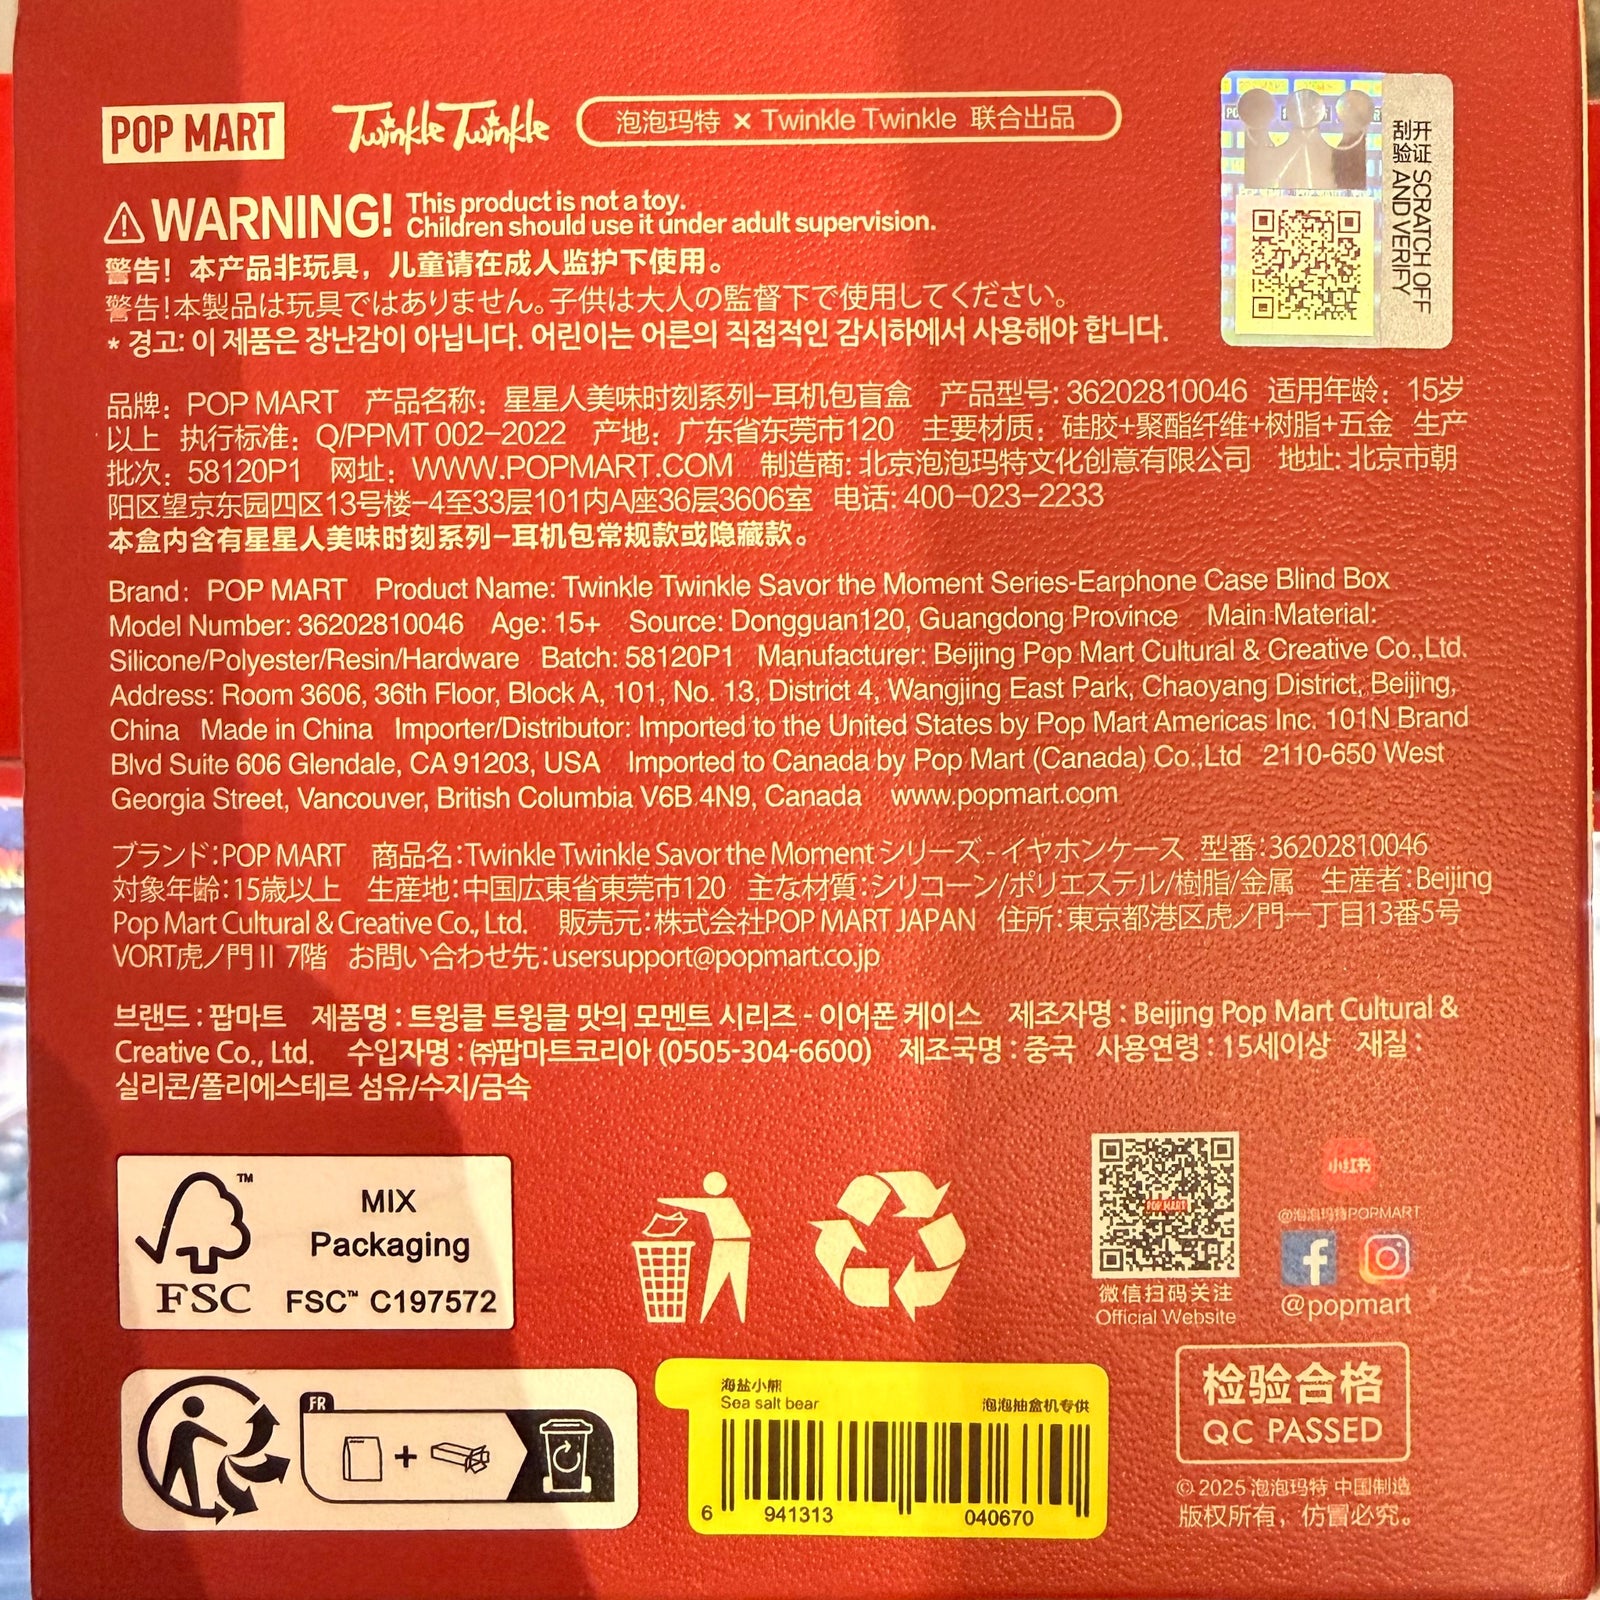 POP MART
Twinkle Twinkle
泡泡玛特 × Twinkle Twinkle 联合出品
开 证 SCRATCH OFF
刮 验 AND VERIFY
WARNING! This product is not a toy.
Children should use it under adult supervision.
警告！本产品非玩具，儿童请在成人监护下使用。
警告!本製品は玩具ではありません。子供は大人の監督下で使用してください。
* 경고: 이 제품은 장난감이 아닙니다. 어린이는 어른의 직접적인 감시하에서 사용해야 합니다.
品牌：POP MART 产品名称：星星人美味时刻系列-耳机包盲盒 产品型号: 36202810046 适用年龄：15岁
以上 执行标准：Q/PPMT 002-2022 产地：广东省东莞市120 主要材质：硅胶+聚酯纤维+树脂+五金 生产
批次：58120P1 网址：WWW.POPMART.COM 制造商: 北京泡泡玛特文化创意有限公司 地址: 北京市朝
阳区望京东园四区13号楼-4至33层101内A座36层3606室 电话: 400-023-2233
本盒内含有星星人美味时刻系列-耳机包常规款或隐藏款。
Brand： POP MART Product Name: Twinkle Twinkle Savor the Moment Series-Earphone Case Blind Box
Model Number: 36202810046 Age: 15+ Source: Dongguan120, Guangdong Province Main Material:
Silicone/Polyester/Resin/Hardware Batch: 58120P1 Manufacturer: Beijing Pop Mart Cultural & Creative Co.,Ltd.
Address: Room 3606, 36th Floor, Block A, 101, No. 13, District 4, Wangjing East Park, Chaoyang District, Beijing,
China Made in China Importer/Distributor: Imported to the United States by Pop Mart Americas Inc. 101N Brand
Blvd Suite 606 Glendale, CA 91203, USA Imported to Canada by Pop Mart (Canada) Co.,Ltd 2110-650 West
Georgia Street, Vancouver, British Columbia V6B 4N9, Canada www.popmart.com
ブランド：POP MART 商品名：Twinkle Twinkle Savor the Moment シリーズ - イヤホンケース 型番：36202810046
対象年齢：15歳以上 生産地：中国広東省東莞市120 主な材質：シリコーン/ポリエステル/樹脂/金属 生産者：Beijing
Pop Mart Cultural & Creative Co., Ltd. 販売元：株式会社POP MART JAPAN 住所：東京都港区虎ノ門一丁目13番5号
VORT虎ノ門II 7階 お問い合わせ先：usersupport@popmart.co.jp
브랜드 : 팝마트 제품명 : 트윙클 트윙클 맛의 모멘트 시리즈 - 이어폰 케이스 제조자명 : Beijing Pop Mart Cultural &
Creative Co., Ltd. 수입자명 : ㈜팝마트코리아 (0505-304-6600) 제조국명 : 중국 사용연령 : 15세이상 재질 :
실리콘/폴리에스테르 섬유/수지/금속
FSC
MIX
Packaging
FSC™ C197572
POP MART
微信扫码关注
Official Website
小红书
@泡泡玛特POPMART
@popmart
FR
海盐小熊
Sea salt bear
泡泡抽盒机专供
6 941313 040670
检验合格
QC PASSED
© 2025 泡泡玛特 中国制造
版权所有，仿冒必究。